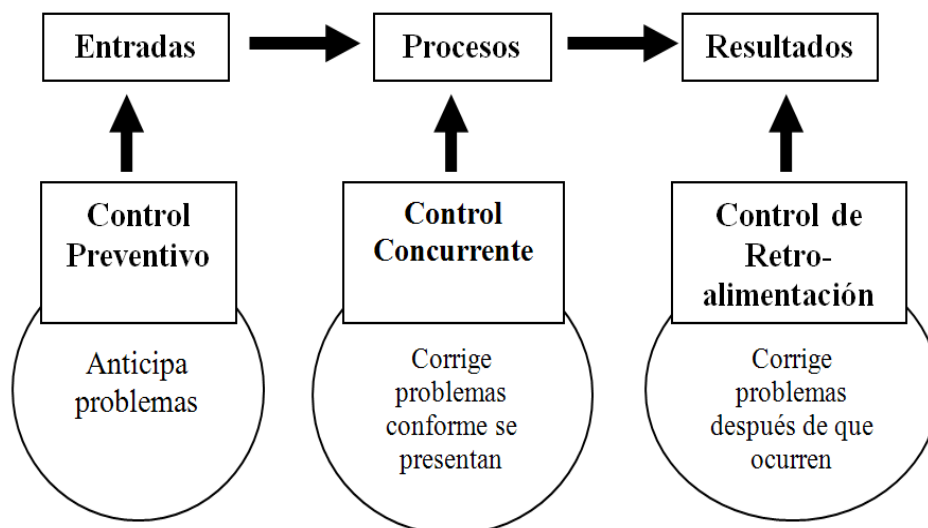 Entradas
Procesos
Resultados
Control
Preventivo
Control
Concurrente
Control de
Retro-
alimentación
Anticipa
problemas
Corrige
problemas
conforme se
presentan
Corrige
problemas
después de que
ocurren